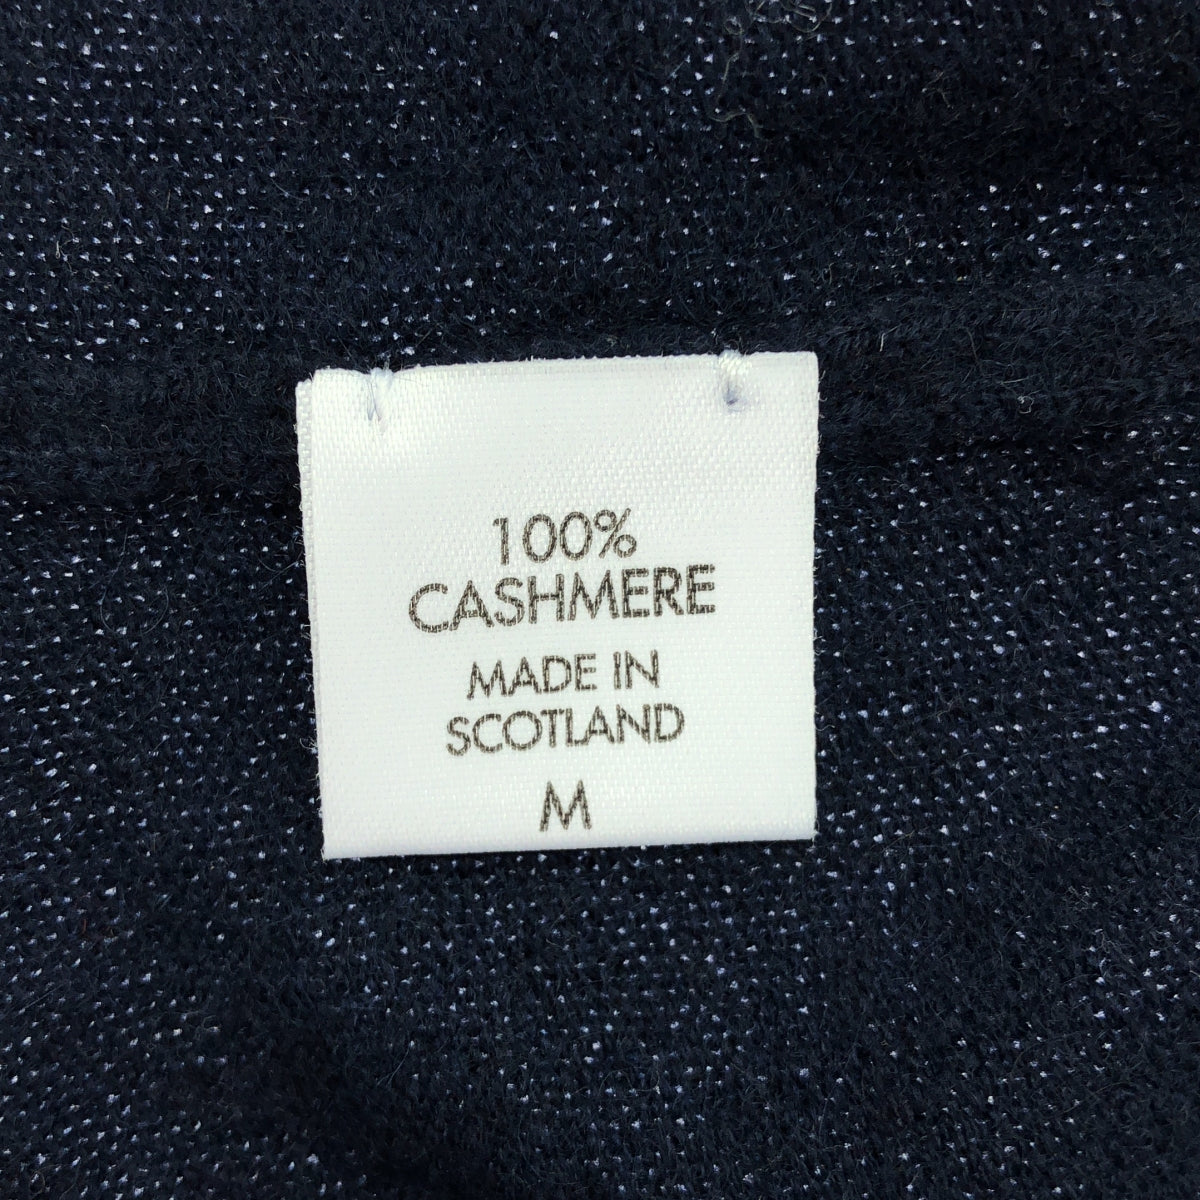 100%
CASHMERE
MADE IN
SCOTLAND
M